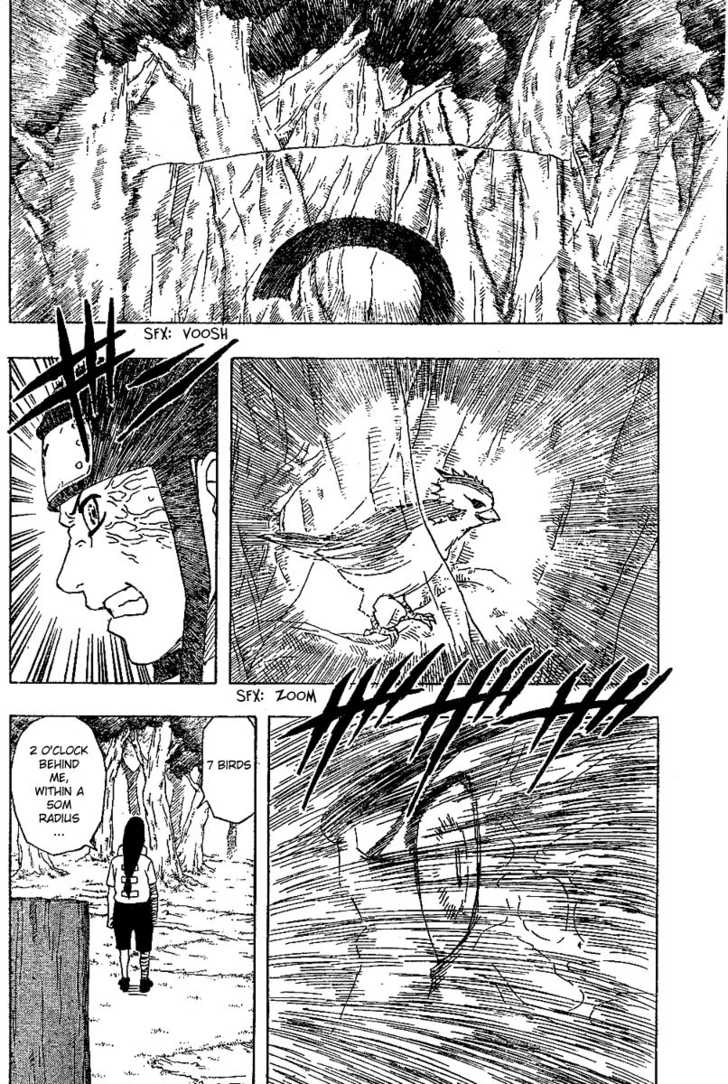 SFX: VOOSH
SFX: ZOOM
7 BIRDS
2 O'CLOCK
BEHIND
ME,
WITHIN A
50M
RADIUS
...